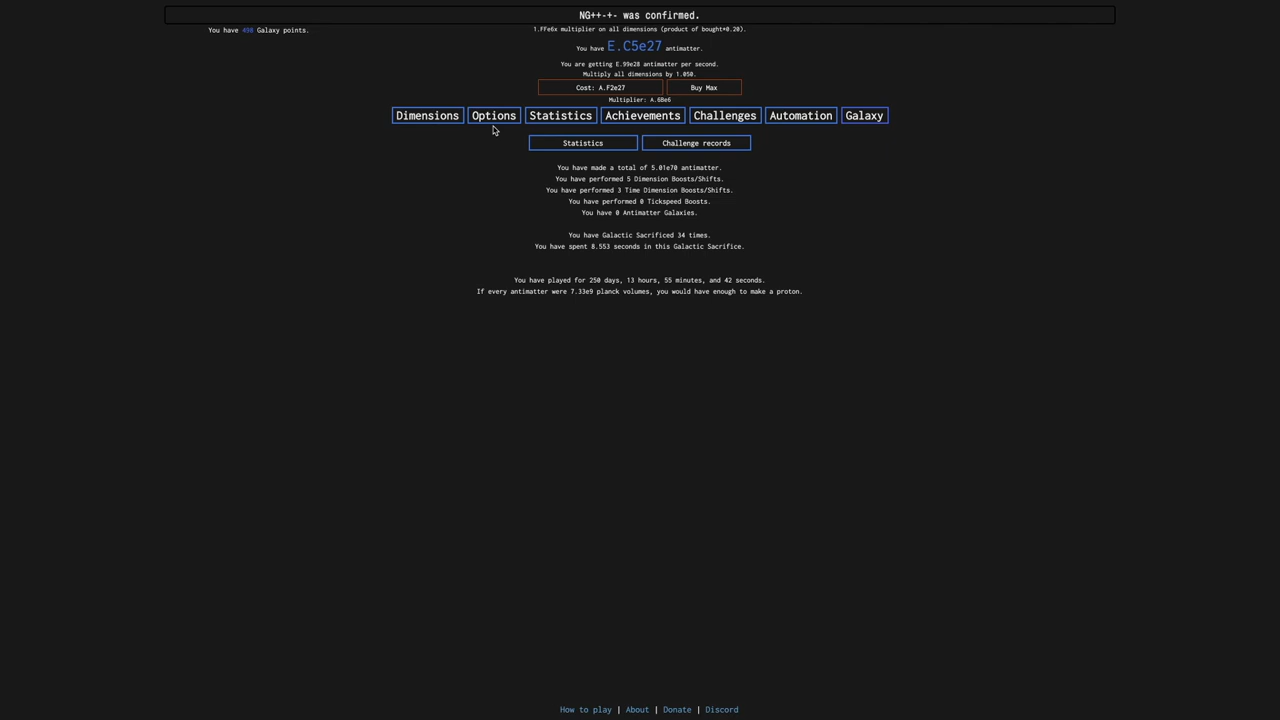 NG++-+- was confirmed.
You have 498 Galaxy points.
1.FFe6x multiplier on all dimensions (product of bought*0.20).
You have E.C5e27 antimatter.
You are getting E.99e28 antimatter per second.
Multiply all dimensions by 1.050.
Cost: A.F2e27 Buy Max
Multiplier: A.6Be6
Dimensions Options Statistics Achievements Challenges Automation Galaxy
Statistics Challenge records
You have made a total of 5.01e70 antimatter.
You have performed 5 Dimension Boosts/Shifts.
You have performed 3 Time Dimension Boosts/Shifts.
You have performed 0 Tickspeed Boosts.
You have 0 Antimatter Galaxies.
You have Galactic Sacrificed 34 times.
You have spent 8.553 seconds in this Galactic Sacrifice.
You have played for 250 days, 13 hours, 55 minutes, and 42 seconds.
If every antimatter were 7.33e9 planck volumes, you would have enough to make a proton.
How to play | About | Donate | Discord